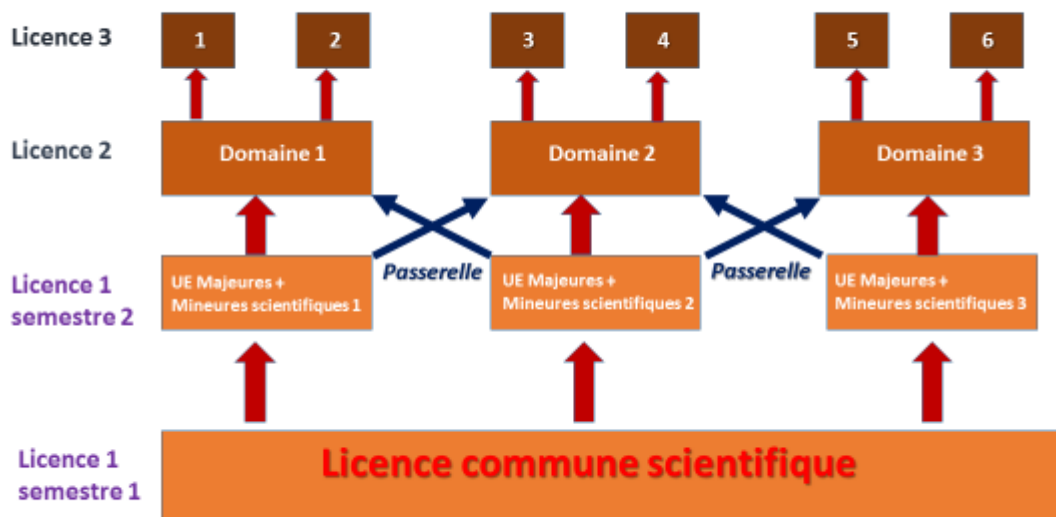 Licence 3
1
2
3
4
5
6
Licence 2
Domaine 1
Domaine 2
Domaine 3
Passerelle
Passerelle
Licence 1
semestre 2
UE Majeures +
Mineures scientifiques 1
UE Majeures +
Mineures scientifiques 2
UE Majeures +
Mineures scientifiques 3
Licence 1
semestre 1
Licence commune scientifique